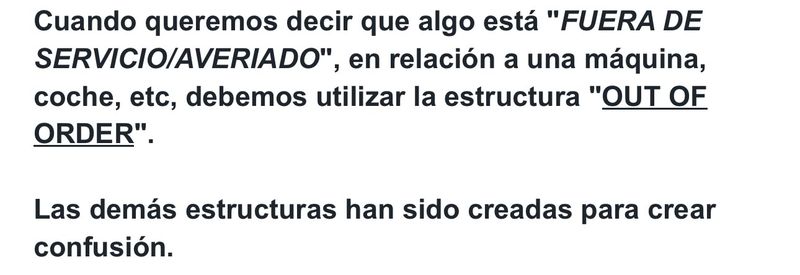 Cuando queremos decir que algo está "FUERA DE
SERVICIO/AVERIADO", en relación a una máquina,
coche, etc, debemos utilizar la estructura "OUT OF
ORDER".
Las demás estructuras han sido creadas para crear
confusión.